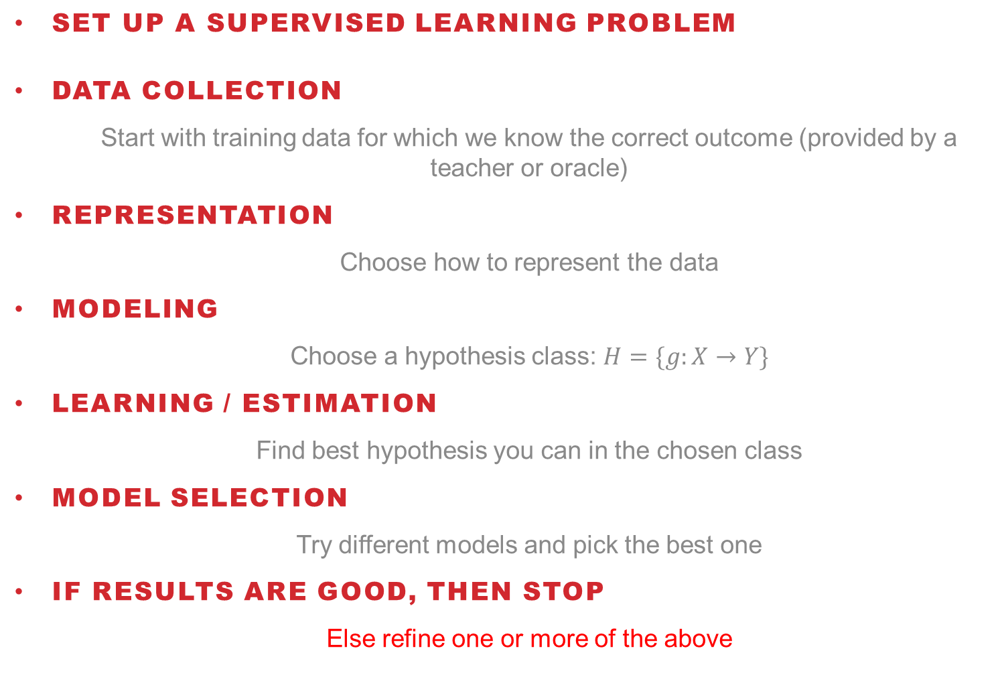 • SET UP A SUPERVISED LEARNING PROBLEM
• DATA COLLECTION
Start with training data for which we know the correct outcome (provided by a
teacher or oracle)
• REPRESENTATION
Choose how to represent the data
• MODELING
Choose a hypothesis class: 𝐻 = {𝑔: 𝑋 → 𝑌}
• LEARNING / ESTIMATION
Find best hypothesis you can in the chosen class
• MODEL SELECTION
Try different models and pick the best one
• IF RESULTS ARE GOOD, THEN STOP
Else refine one or more of the above